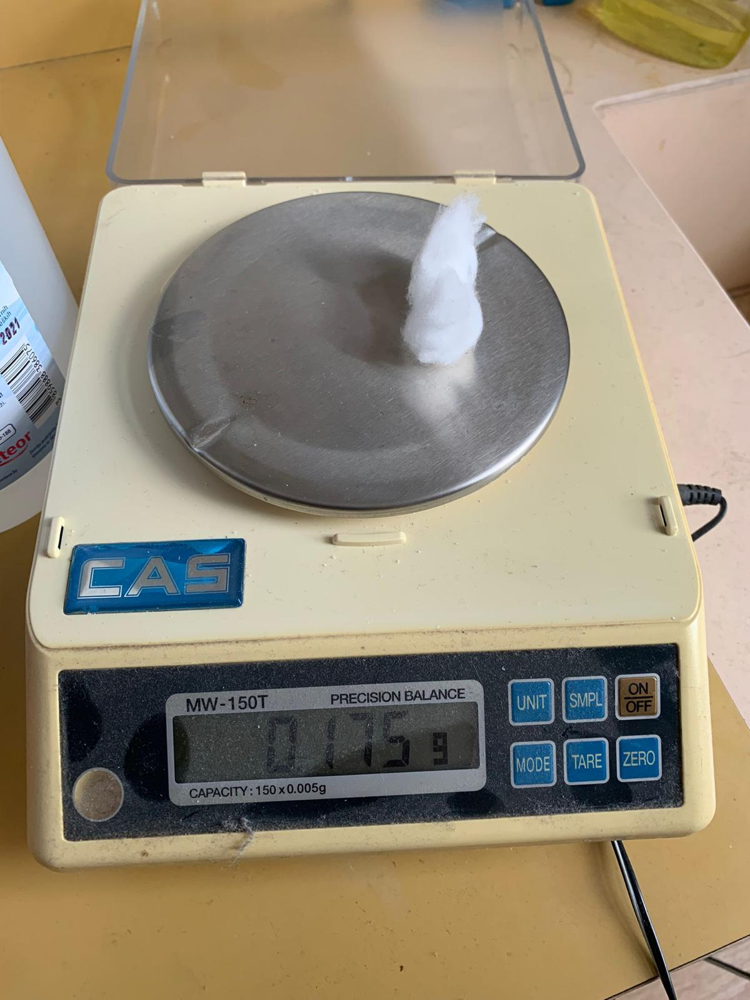 2021
CAS
MW-150T
PRECISION BALANCE
0.175 g
CAPACITY : 150 x 0.005g
UNIT
SMPL
ON
OFF
MODE
TARE
ZERO